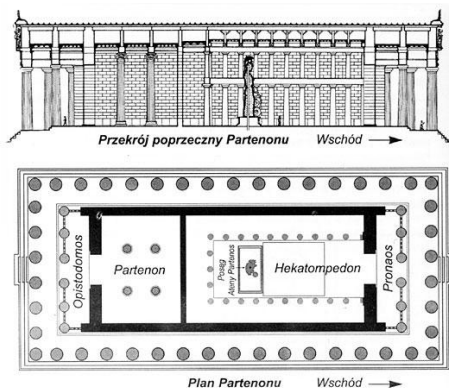 Przekrój poprzeczny Partenonu Wschód
Opistodomos
Partenon
Posąg
Ateny Partenos
Hekatompedon
Pronaos
Plan Partenonu Wschód